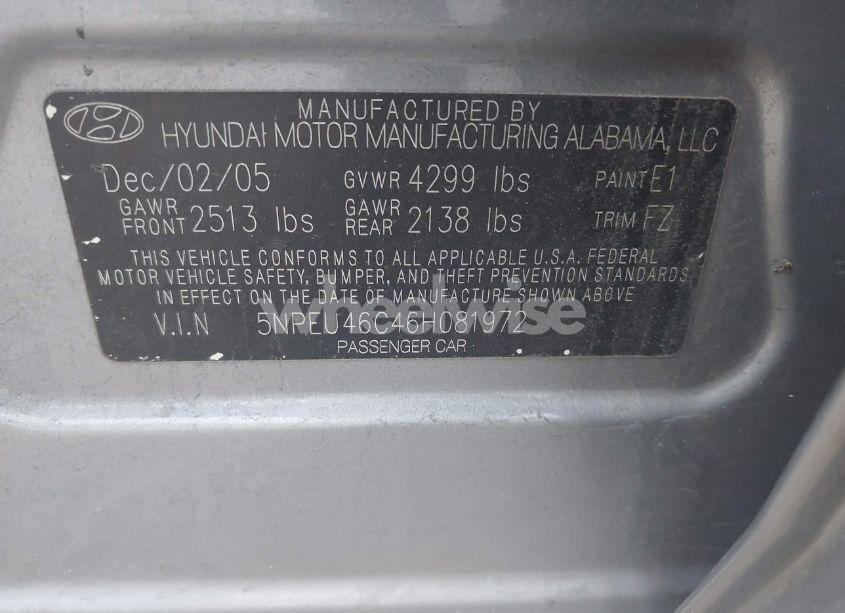 MANUFACTURED BY
HYUNDAI MOTOR MANUFACTURING ALABAMA, LLC
Dec/02/05 GVWR 4299 lbs PAINT E1
GAWR FRONT 2513 lbs GAWR REAR 2138 lbs TRIM FZ
THIS VEHICLE CONFORMS TO ALL APPLICABLE U.S.A. FEDERAL
MOTOR VEHICLE SAFETY, BUMPER, AND THEFT PREVENTION STANDARDS
IN EFFECT ON THE DATE OF MANUFACTURE SHOWN ABOVE
V.I.N 5NPEU46C46H081972
wheelwise
PASSENGER CAR